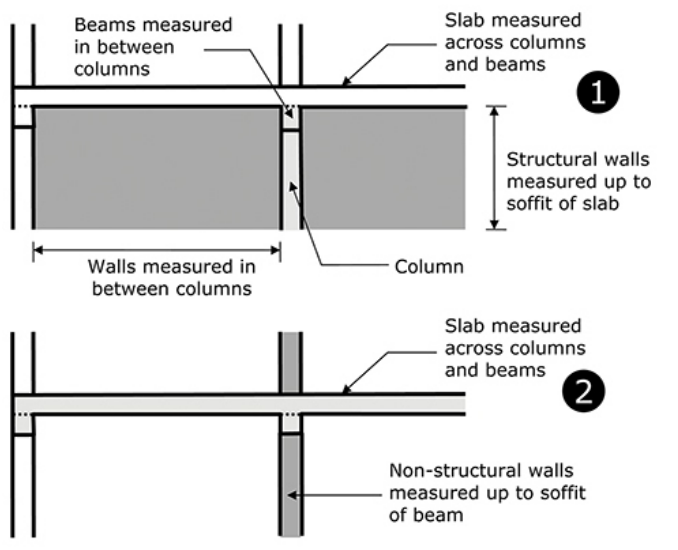 Beams measured
in between
columns
Slab measured
across columns
and beams
1
Structural walls
measured up to
soffit of slab
Walls measured in
between columns
Column
Slab measured
across columns
and beams
2
Non-structural walls
measured up to soffit
of beam